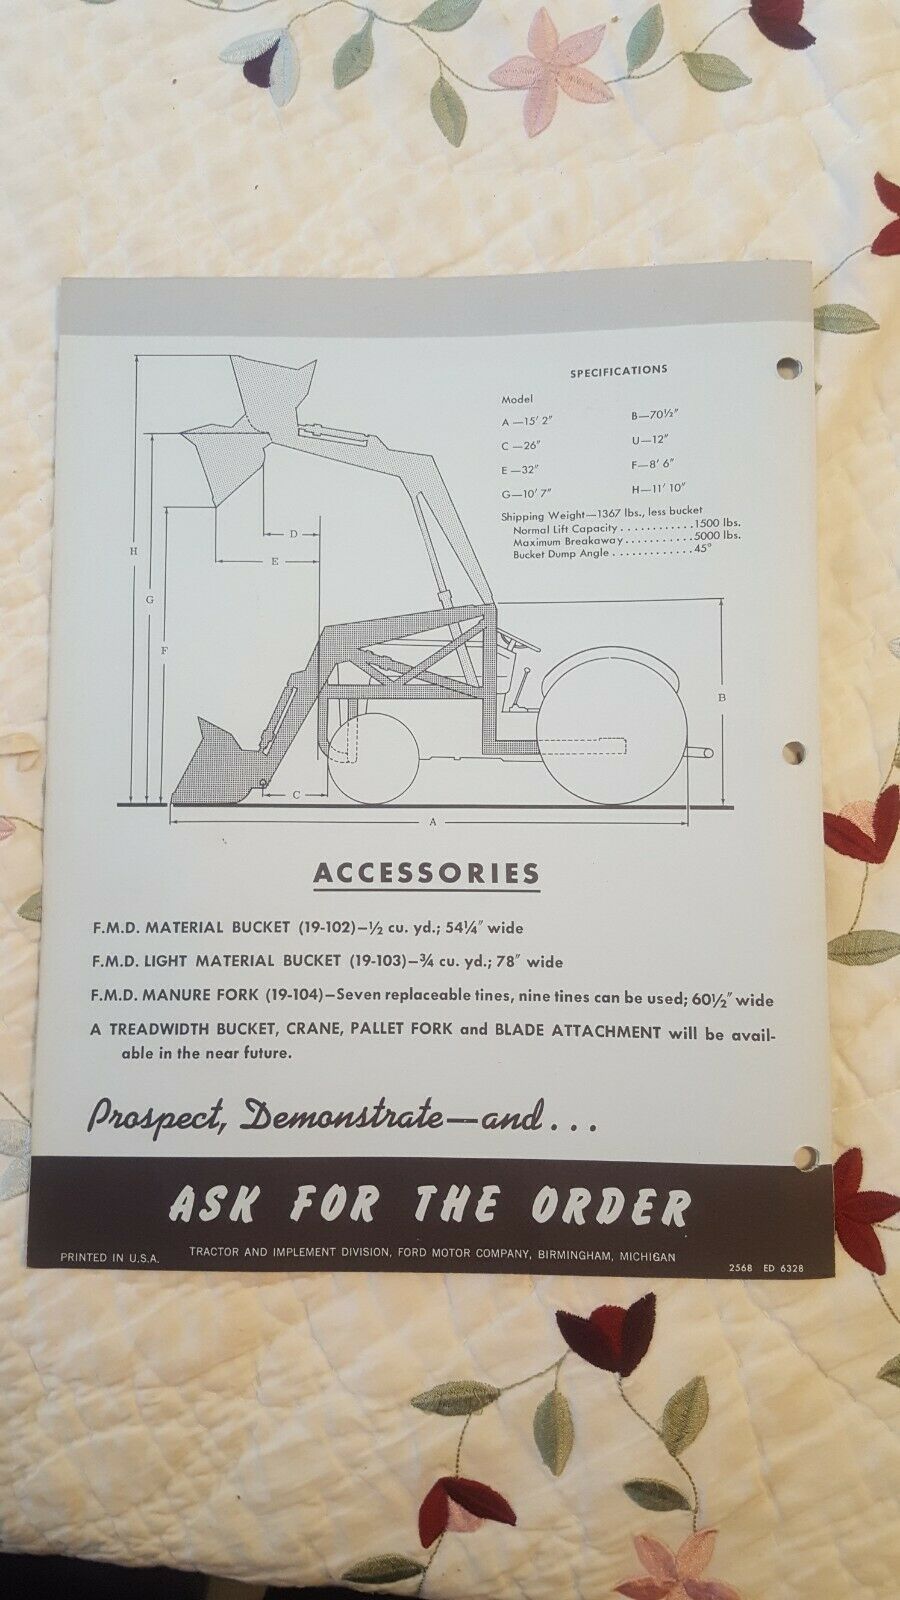 SPECIFICATIONS
Model
A—15' 2" B—70½"
C—26" U—12"
E—32" F—8' 6"
G—10' 7" H—11' 10"
Shipping Weight—1367 lbs., less bucket
Normal Lift Capacity ........... 1500 lbs.
Maximum Breakaway ........... 5000 lbs.
Bucket Dump Angle ............ 45°
H
G
F
D
E
B
C
A
ACCESSORIES
F.M.D. MATERIAL BUCKET (19-102)—½ cu. yd.; 54¼" wide
F.M.D. LIGHT MATERIAL BUCKET (19-103)—¾ cu. yd.; 78" wide
F.M.D. MANURE FORK (19-104)—Seven replaceable tines, nine tines can be used; 60½" wide
A TREADWIDTH BUCKET, CRANE, PALLET FORK and BLADE ATTACHMENT will be avail-
able in the near future.
Prospect, Demonstrate—and...
ASK FOR THE ORDER
PRINTED IN U.S.A. TRACTOR AND IMPLEMENT DIVISION, FORD MOTOR COMPANY, BIRMINGHAM, MICHIGAN 2568 ED 6328